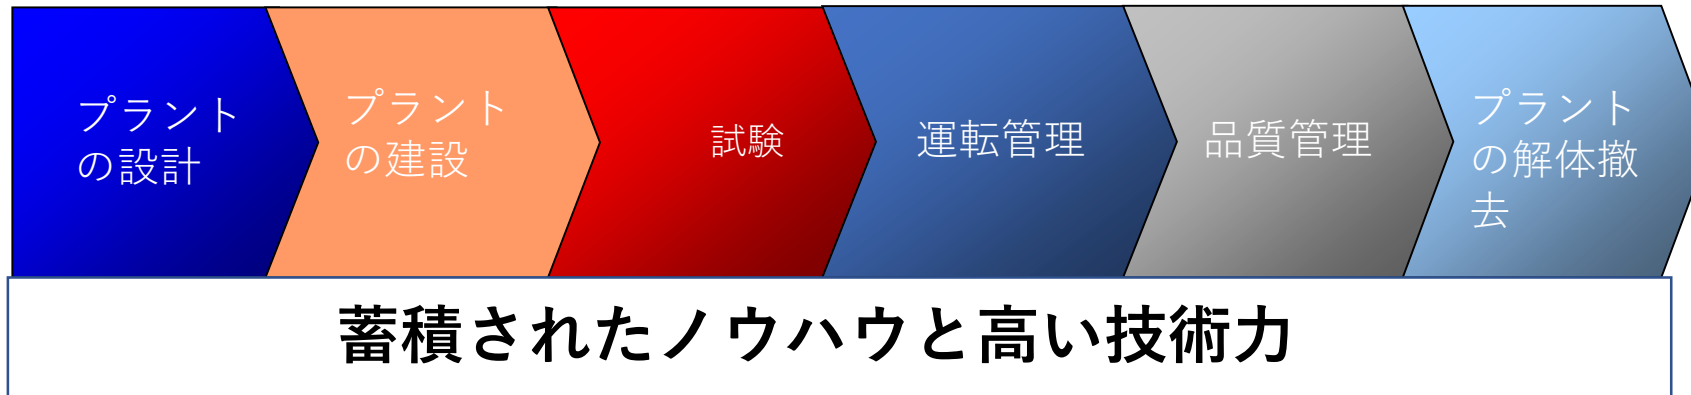 プラント
の設計
プラント
の建設
試験
運転管理
品質管理
プラント
の解体撤
去
蓄積されたノウハウと高い技術力